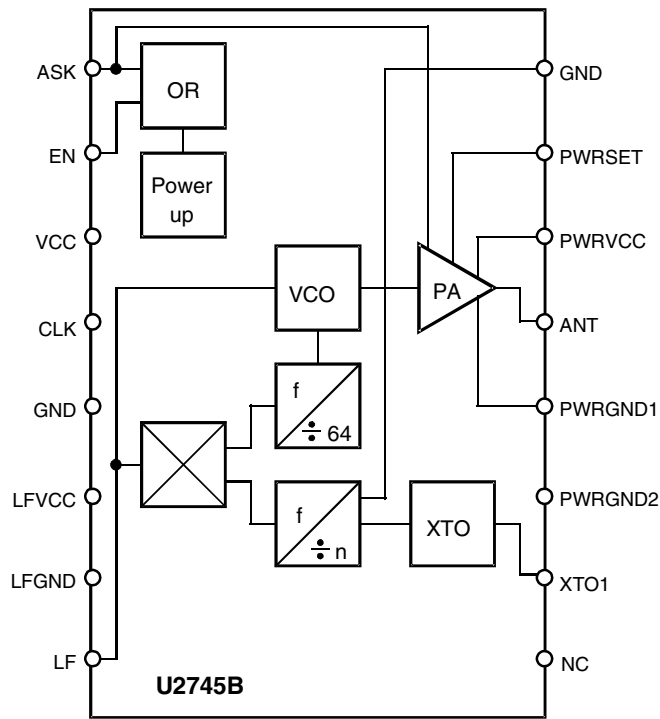 ASK
OR
GND
EN
Power
up
PWRSET
VCC
PWRVCC
VCO
PA
CLK
ANT
f
÷ 64
GND
PWRGND1
LFVCC
PWRGND2
f
÷ n
XTO
LFGND
XTO1
LF
NC
U2745B